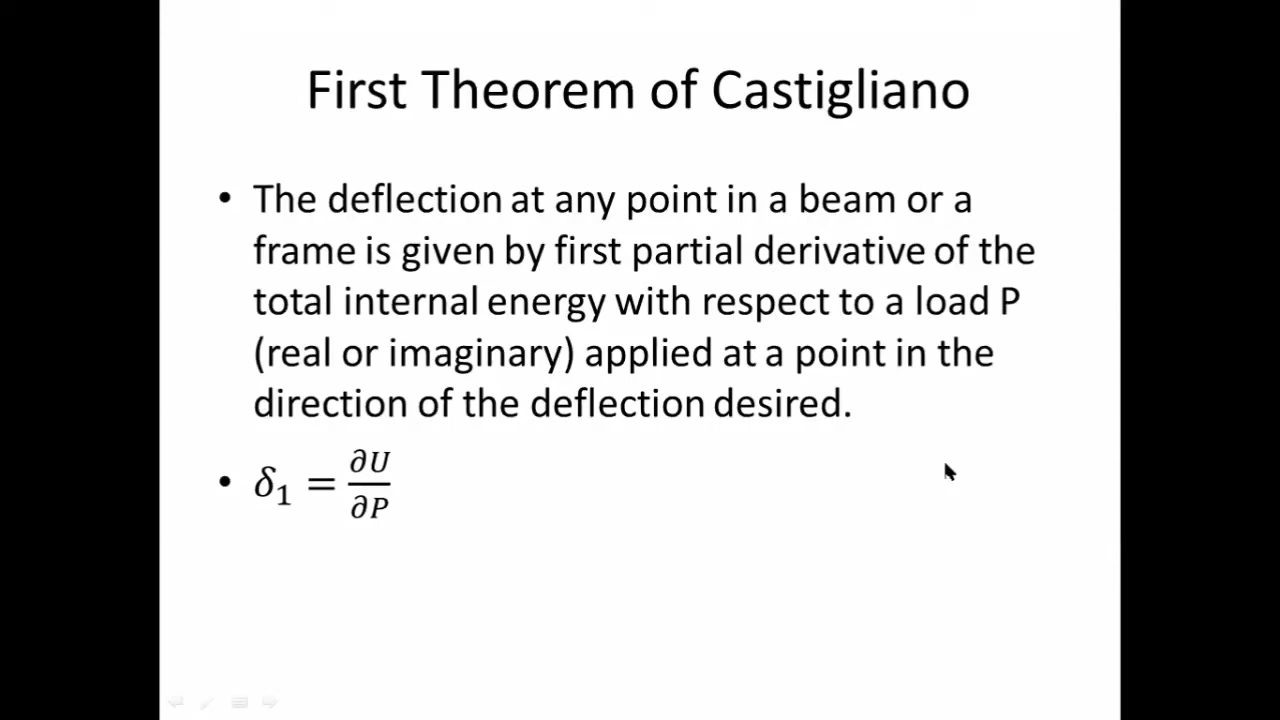 First Theorem of Castigliano
• The deflection at any point in a beam or a
frame is given by first partial derivative of the
total internal energy with respect to a load P
(real or imaginary) applied at a point in the
direction of the deflection desired.
• 𝛿₁ = ∂U/∂P